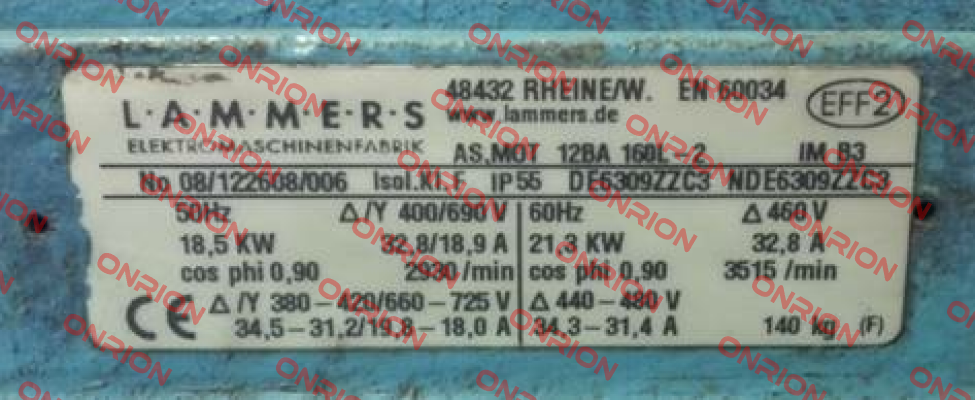 L·A·M·M·E·R·S
ELEKTROMASCHINENFABRIK
48432 RHEINE/W. EN 60034
www.lammers.de
EFF2
AS.MOT 12BA 160L-2 IM B3
No 08/122608/006 Isol.Kl F IP55 DE6309ZZC3 NDE6309ZZC3
50Hz Δ/Y 400/690 V 60Hz Δ 460 V
18,5 KW 32,8/18,9 A 21,3 KW 32,8 A
cos phi 0,90 2930 /min cos phi 0,90 3515 /min
CE Δ/Y 380-420/660-725 V Δ 440-480 V
34,5-31,2/19,8-18,0 A 34,3-31,4 A 140 kg (F)
ONRION